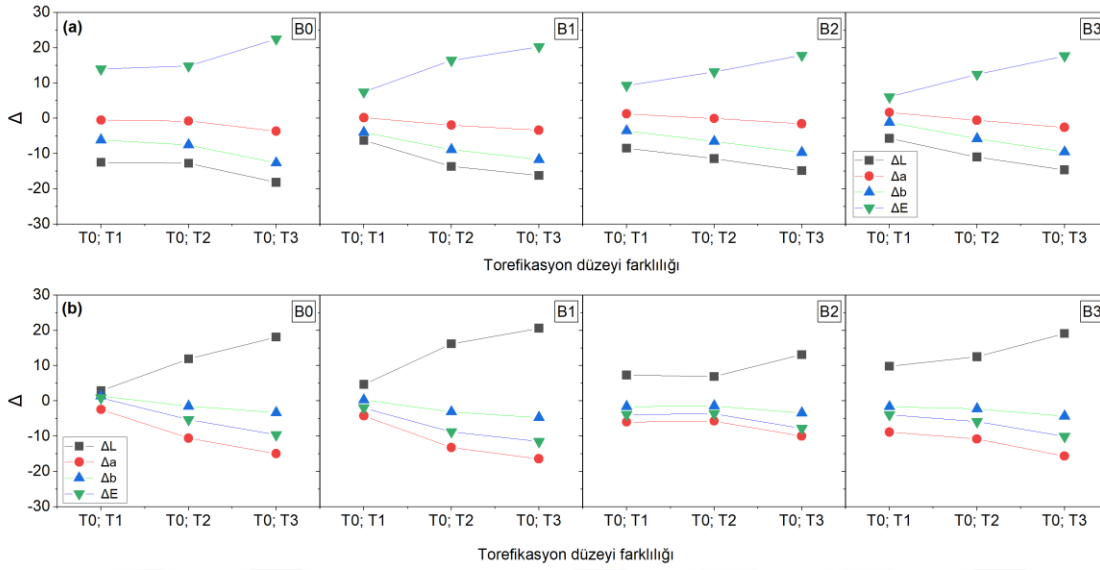 (a) B0 B1 B2 B3
30
20
10
0
-10
-20
-30
Δ
ΔL
Δa
Δb
ΔE
T0; T1 T0; T2 T0; T3 T0; T1 T0; T2 T0; T3 T0; T1 T0; T2 T0; T3 T0; T1 T0; T2 T0; T3
Torefikasyon düzeyi farklılığı
(b) B0 B1 B2 B3
30
20
10
0
-10
-20
-30
Δ
ΔL
Δa
Δb
ΔE
T0; T1 T0; T2 T0; T3 T0; T1 T0; T2 T0; T3 T0; T1 T0; T2 T0; T3 T0; T1 T0; T2 T0; T3
Torefikasyon düzeyi farklılığı